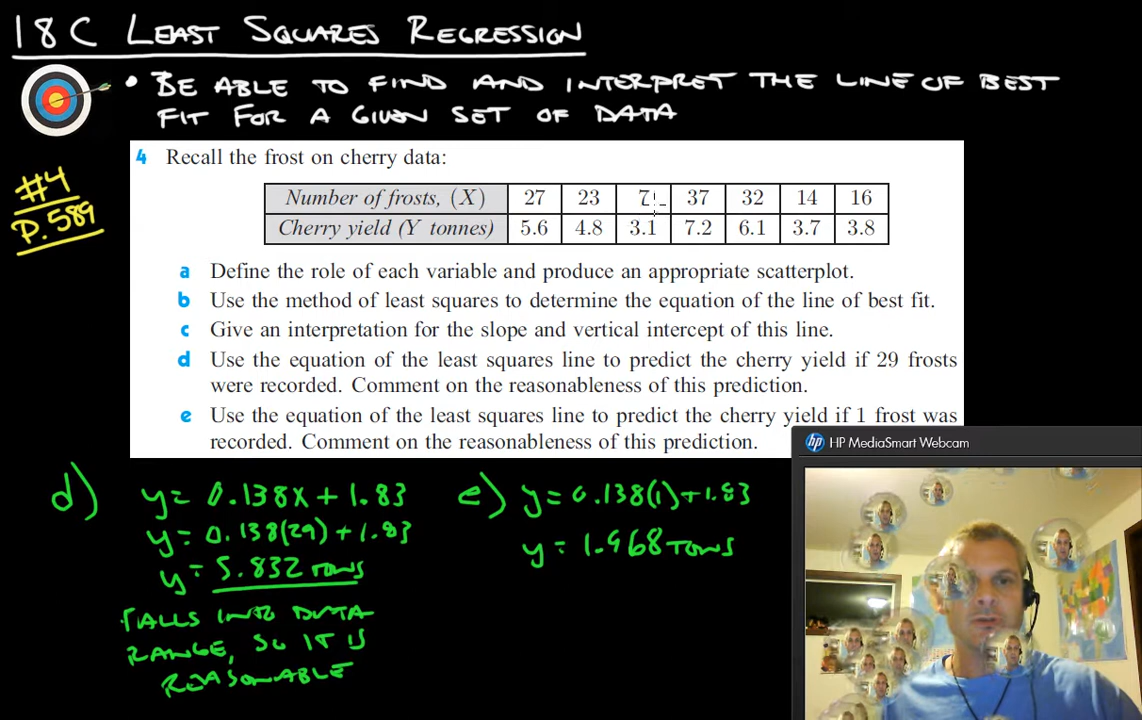 18C LEAST SQUARES REGRESSION
• BE ABLE TO FIND AND INTERPRET THE LINE OF BEST
FIT FOR A GIVEN SET OF DATA
#4
P. 589
4 Recall the frost on cherry data:
Number of frosts, (X) 27 23 7 37 32 14 16
Cherry yield (Y tonnes) 5.6 4.8 3.1 7.2 6.1 3.7 3.8
a Define the role of each variable and produce an appropriate scatterplot.
b Use the method of least squares to determine the equation of the line of best fit.
c Give an interpretation for the slope and vertical intercept of this line.
d Use the equation of the least squares line to predict the cherry yield if 29 frosts
were recorded. Comment on the reasonableness of this prediction.
e Use the equation of the least squares line to predict the cherry yield if 1 frost was
recorded. Comment on the reasonableness of this prediction.
hp HP MediaSmart Webcam
d) y = 0.138x + 1.83
y = 0.138(29) + 1.83
y = 5.832 TONS
FALLS INTO DATA
RANGE, SO IT IS
REASONABLE
e) y = 0.138(1) + 1.83
y = 1.968 TONS